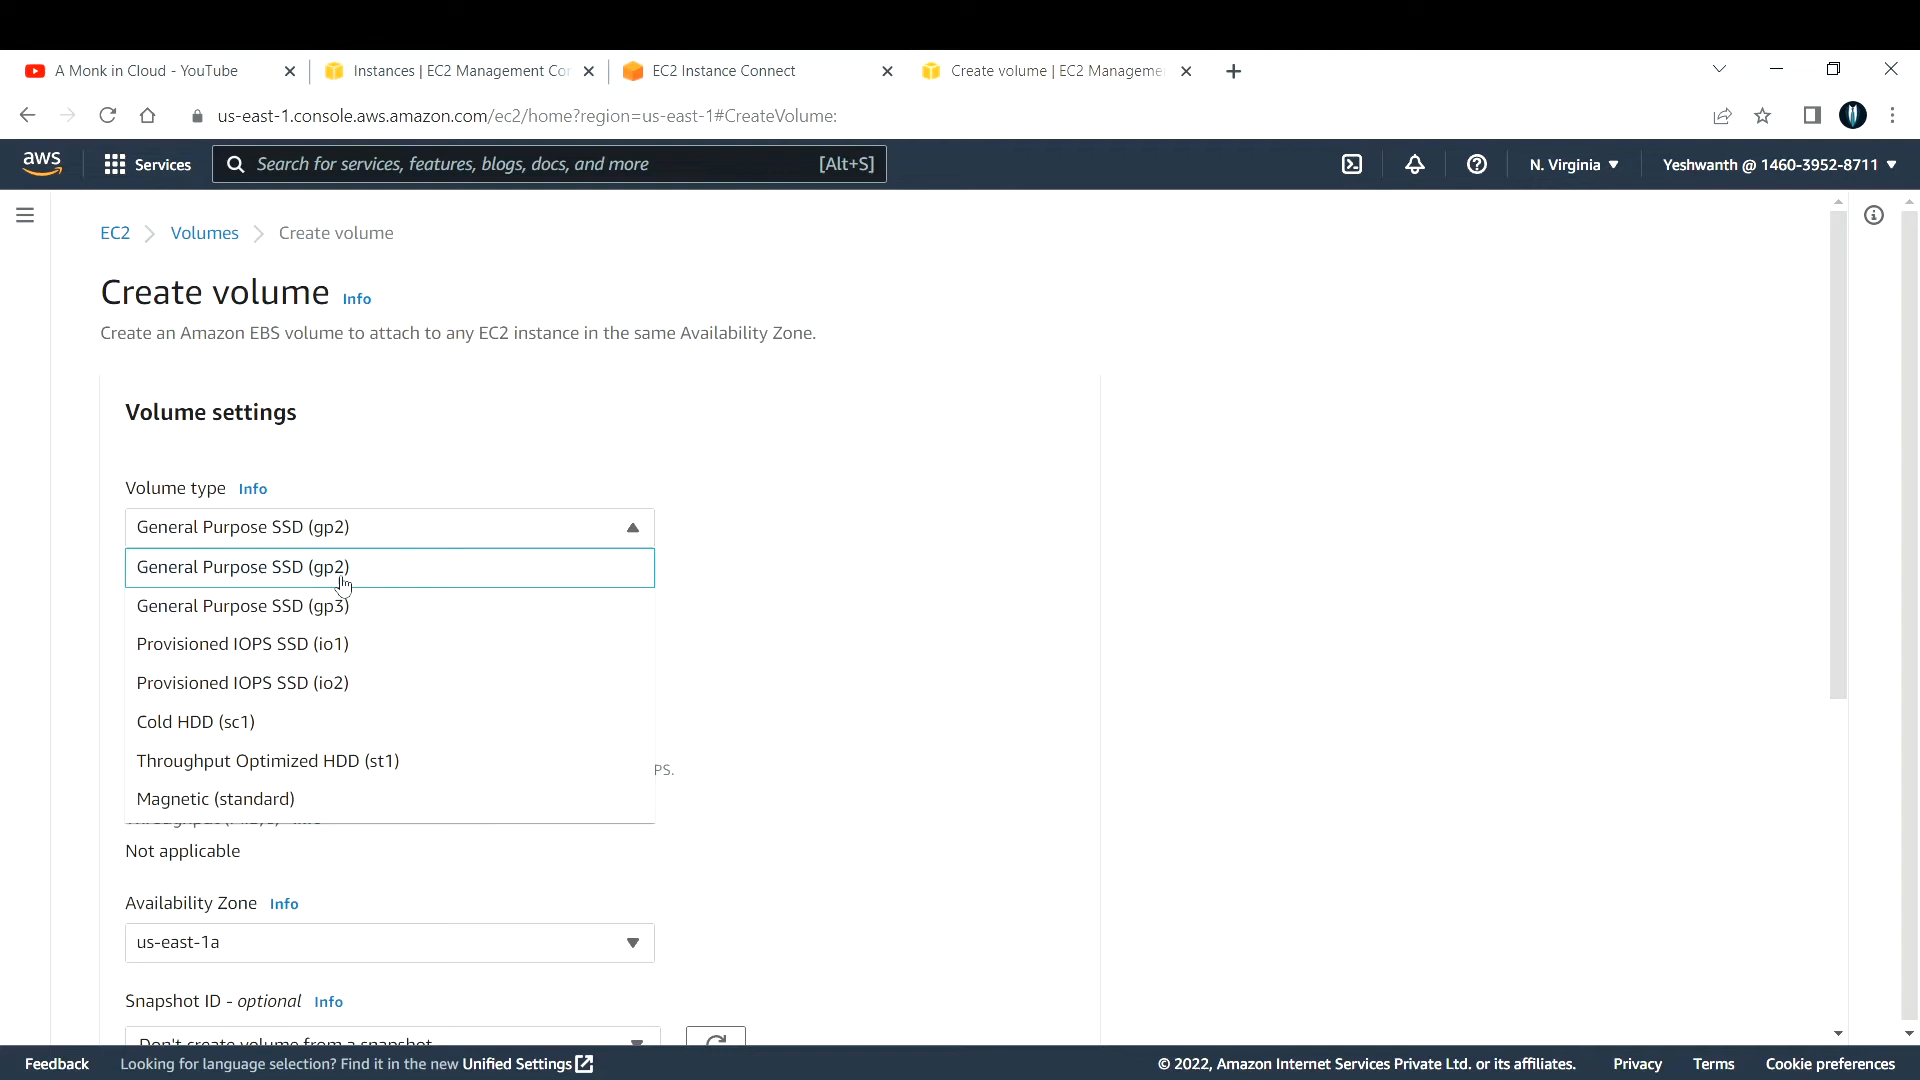 A Monk in Cloud - YouTube
Instances | EC2 Management Cor
EC2 Instance Connect
Create volume | EC2 Manageme
us-east-1.console.aws.amazon.com/ec2/home?region=us-east-1#CreateVolume:
aws
Services
Search for services, features, blogs, docs, and more
[Alt+S]
N. Virginia
Yeshwanth @ 1460-3952-8711
EC2
Volumes
Create volume
Create volume Info
Create an Amazon EBS volume to attach to any EC2 instance in the same Availability Zone.
Volume settings
Volume type Info
General Purpose SSD (gp2)
General Purpose SSD (gp2)
General Purpose SSD (gp3)
Provisioned IOPS SSD (io1)
Provisioned IOPS SSD (io2)
Cold HDD (sc1)
Throughput Optimized HDD (st1)
PS.
Magnetic (standard)
Not applicable
Availability Zone Info
us-east-1a
Snapshot ID - optional Info
Don't create volume from a snapshot
Feedback
Looking for language selection? Find it in the new Unified Settings
© 2022, Amazon Internet Services Private Ltd. or its affiliates.
Privacy
Terms
Cookie preferences